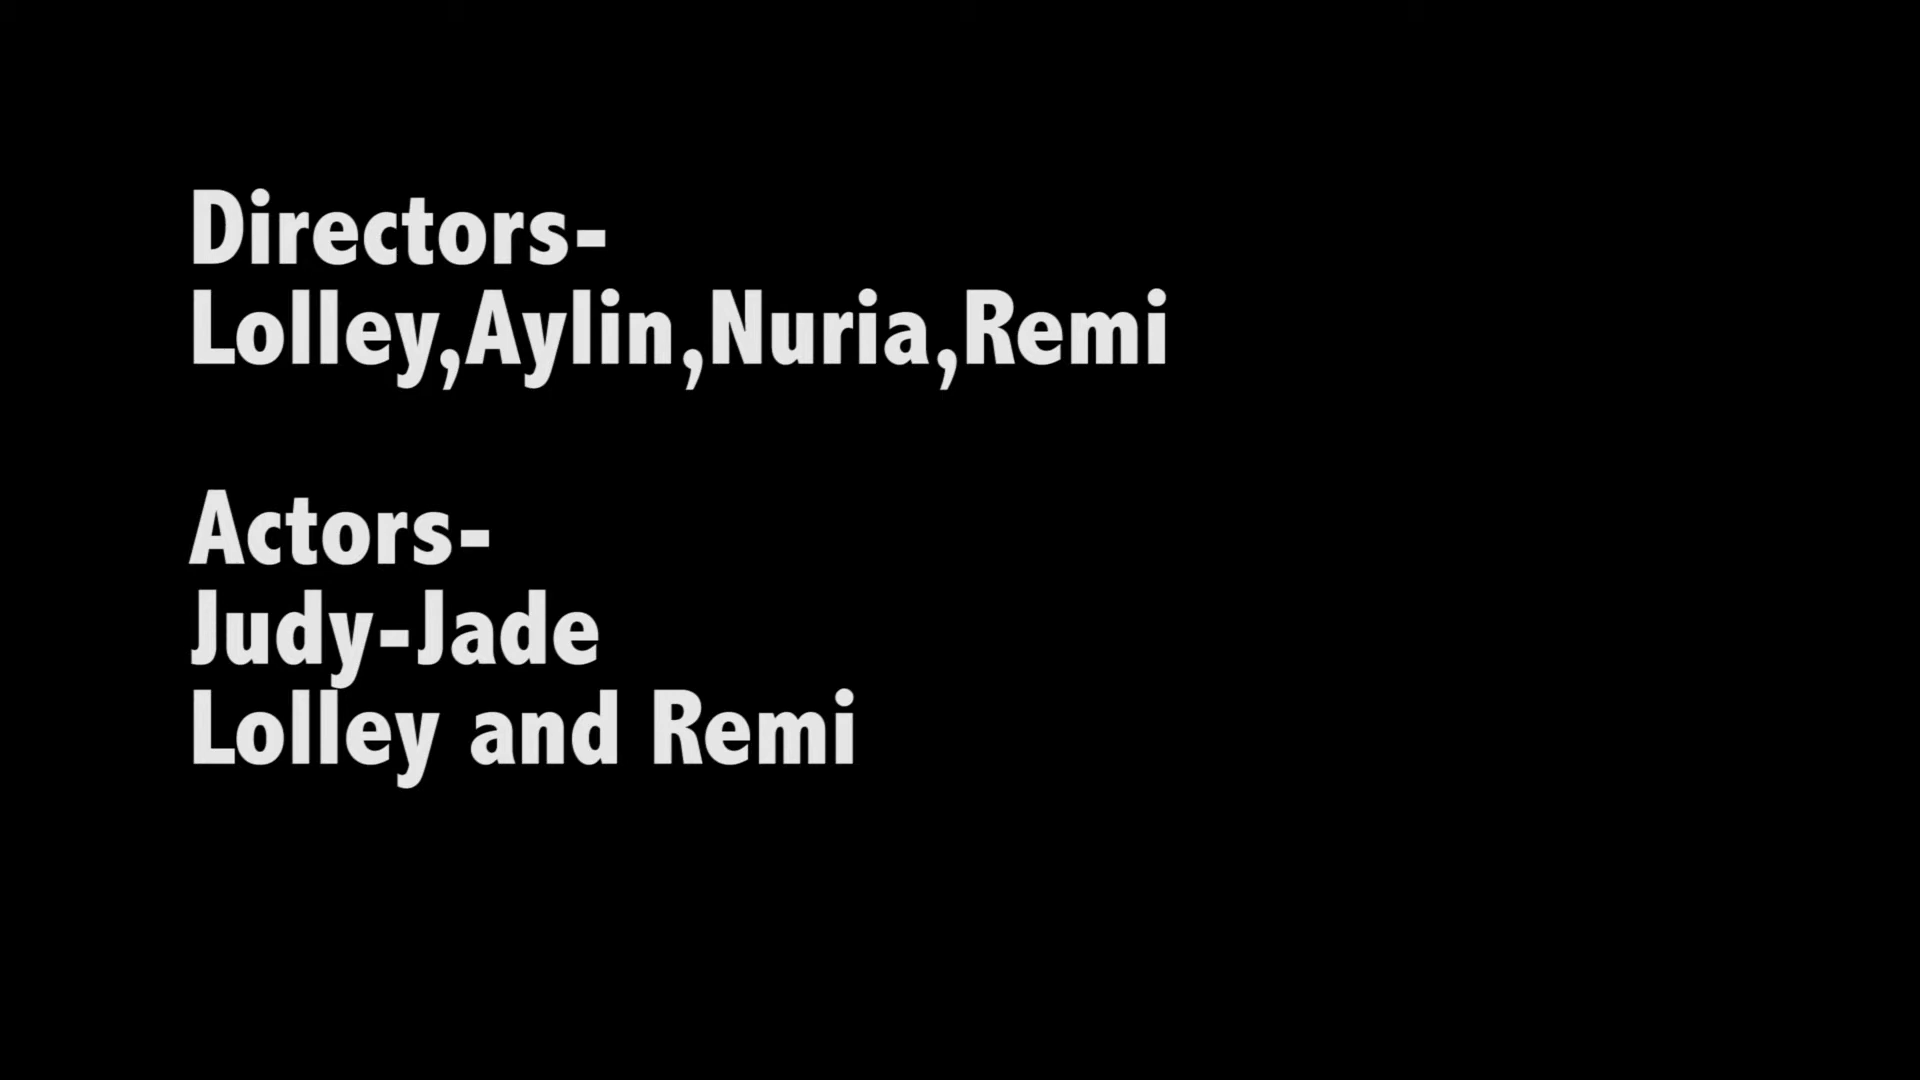 Directors-
Lolley,Aylin,Nuria,Remi
Actors-
Judy-Jade
Lolley and Remi